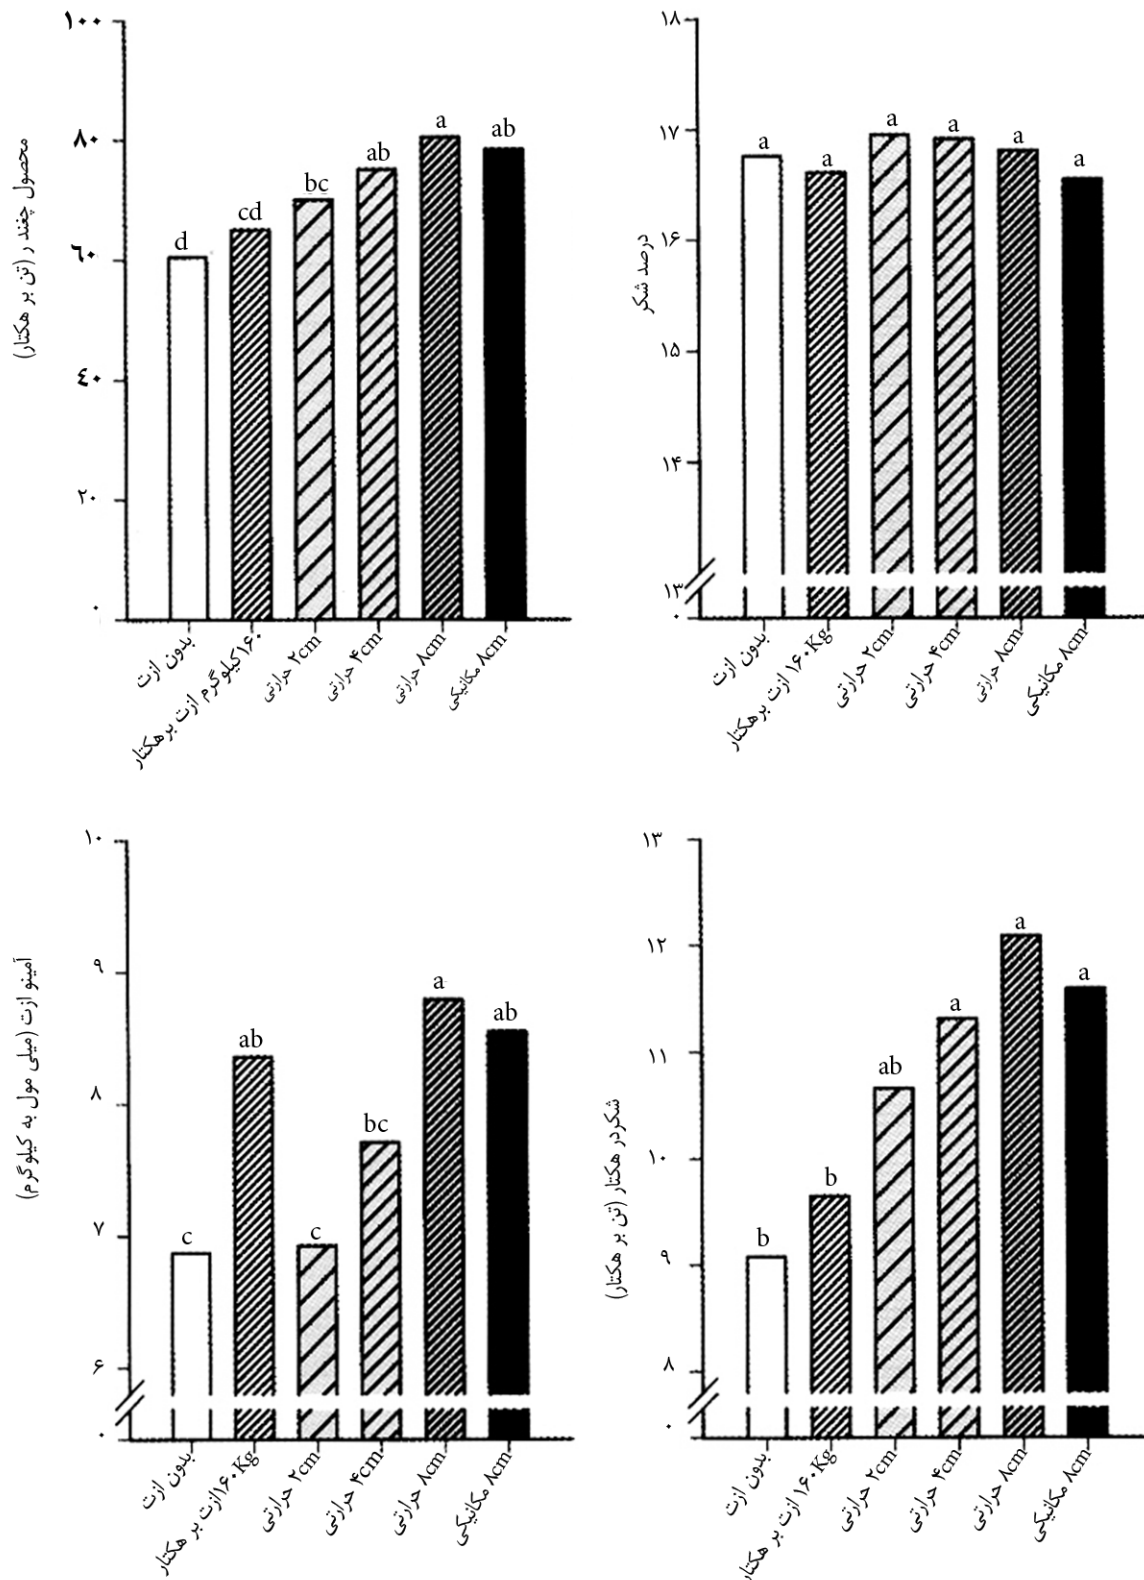 محصول چغندر (تن بر هکتار)
۱۰۰
۸۰
۶۰
۴۰
۲۰
۰
d
cd
bc
ab
a
ab
بدون ازت
۱۶۰کیلوگرم ازت برهکتار
۲cm حرارتی
۴cm حرارتی
۸cm حرارتی
۸cm مکانیکی
درصد شکر
۱۸
۱۷
۱۶
۱۵
۱۴
۱۳
۰
a
a
a
a
a
a
بدون ازت
۱۶۰Kg ازت برهکتار
۲cm حرارتی
۴cm حرارتی
۸cm حرارتی
۸cm مکانیکی
آمینو ازت (میلی مول به کیلوگرم)
۱۰
۹
۸
۷
۶
۰
c
ab
c
bc
a
ab
بدون ازت
۱۶۰Kgازت بر هکتار
۲cm حرارتی
۴cm حرارتی
۸cm حرارتی
۸cm مکانیکی
شکردر هکتار (تن بر هکتار)
۱۳
۱۲
۱۱
۱۰
۹
۸
۰
b
b
ab
a
a
a
بدون ازت
۱۶۰Kg ازت بر هکتار
۲cm حرارتی
۴cm حرارتی
۸cm حرارتی
۸cm مکانیکی